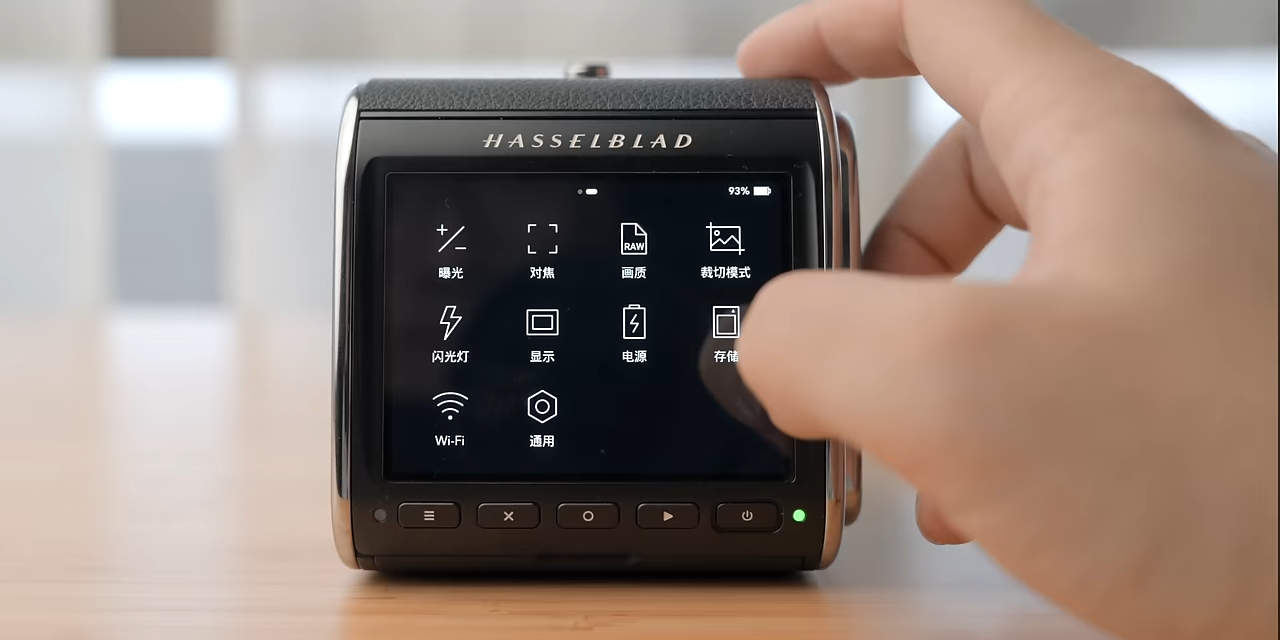 HASSELBLAD
93%
RAW
曝光 对焦 画质 裁切模式
闪光灯 显示 电源 存储
Wi-Fi 通用